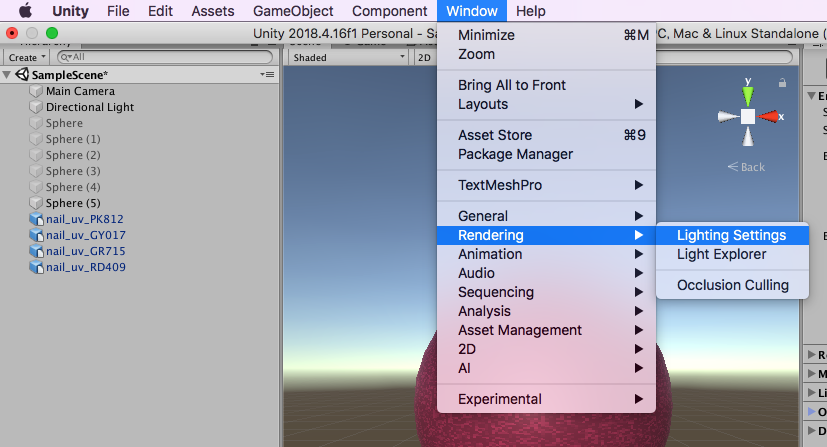 Unity File Edit Assets GameObject Component Window Help
Unity 2018.4.16f1 Personal - Sa
C, Mac & Linux Standalone (
Create
All
Shaded
2D
SampleScene*
Main Camera
Directional Light
Sphere
Sphere (1)
Sphere (2)
Sphere (3)
Sphere (4)
Sphere (5)
nail_uv_PK812
nail_uv_GY017
nail_uv_GR715
nail_uv_RD409
Minimize ⌘M
Zoom
Bring All to Front
Layouts
Asset Store ⌘9
Package Manager
TextMeshPro
General
Rendering
Animation
Audio
Sequencing
Analysis
Asset Management
2D
AI
Experimental
Lighting Settings
Light Explorer
Occlusion Culling
y
x
Back
En
S
S
E
E
Re
M
Li
O
D